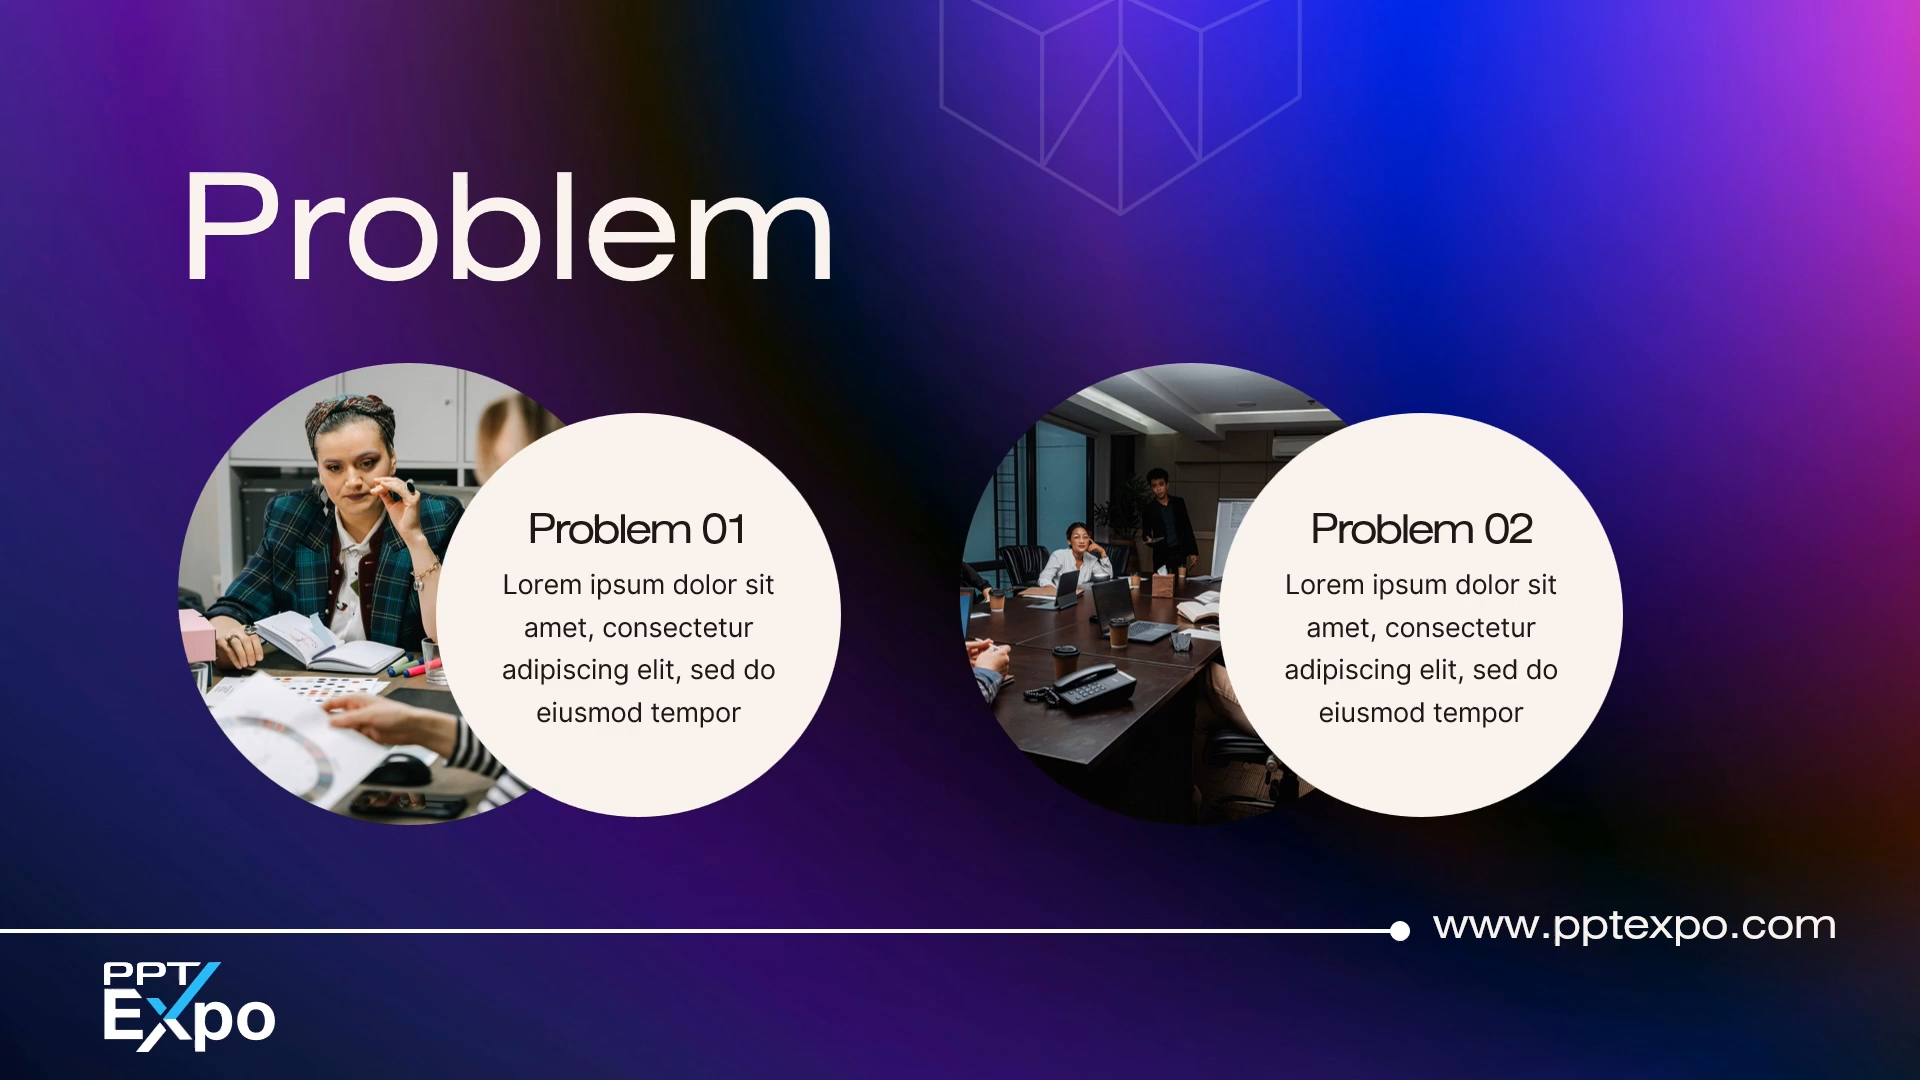 Problem
Problem 01
Lorem ipsum dolor sit
amet, consectetur
adipiscing elit, sed do
eiusmod tempor
Problem 02
Lorem ipsum dolor sit
amet, consectetur
adipiscing elit, sed do
eiusmod tempor
www.pptexpo.com
PPT
Expo